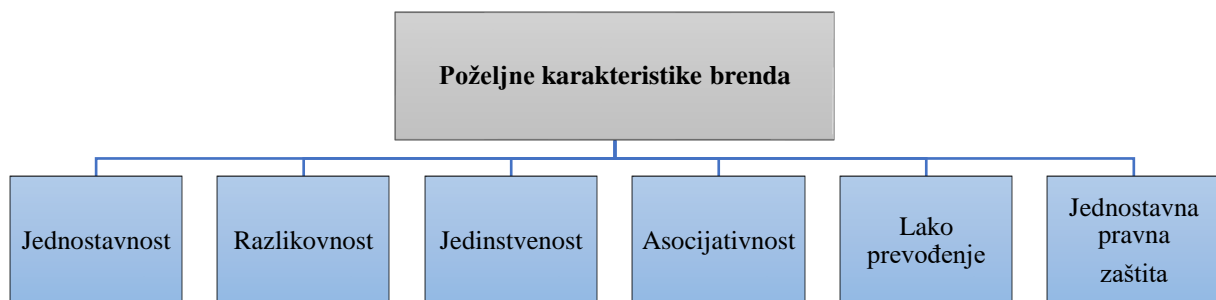 Poželjne karakteristike brenda
Jednostavnost
Razlikovnost
Jedinstvenost
Asocijativnost
Lako
prevođenje
Jednostavna
pravna
zaštita